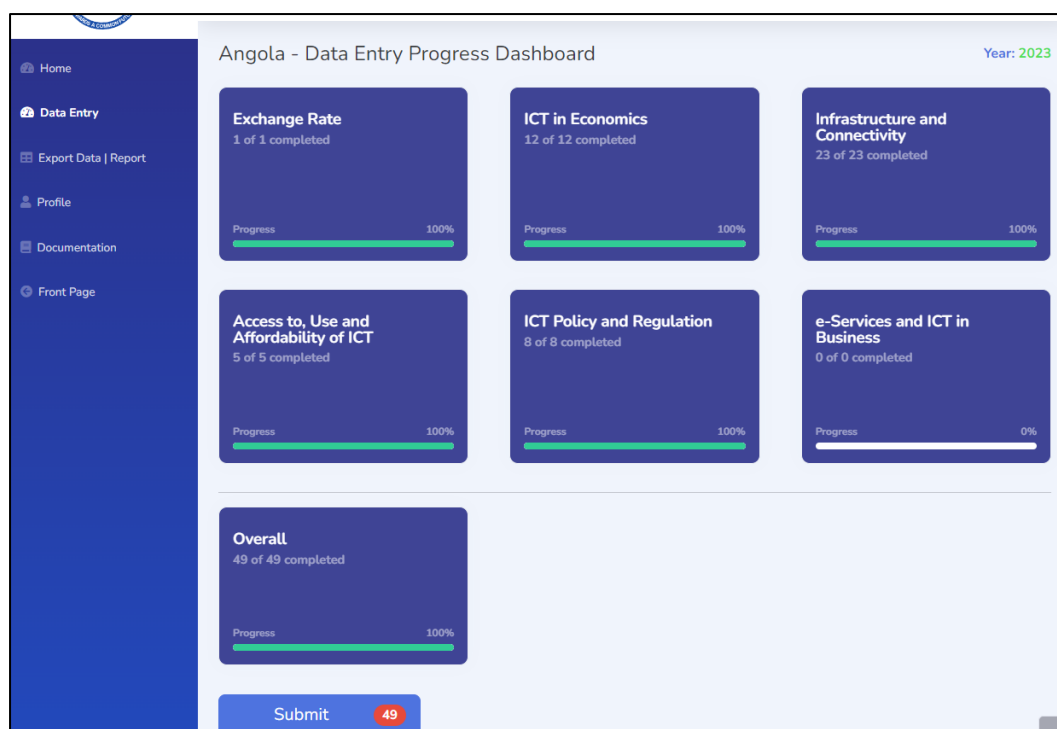 A COMMON
Home
Data Entry
Export Data | Report
Profile
Documentation
Front Page
Angola - Data Entry Progress Dashboard
Year: 2023
Exchange Rate
1 of 1 completed
Progress 100%
ICT in Economics
12 of 12 completed
Progress 100%
Infrastructure and
Connectivity
23 of 23 completed
Progress 100%
Access to, Use and
Affordability of ICT
5 of 5 completed
Progress 100%
ICT Policy and Regulation
8 of 8 completed
Progress 100%
e-Services and ICT in
Business
0 of 0 completed
Progress 0%
Overall
49 of 49 completed
Progress 100%
Submit 49